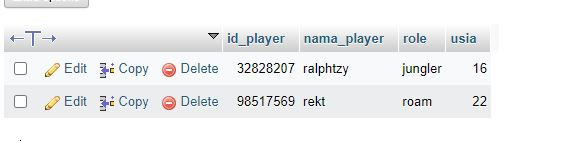 ←T→ id_player nama_player role usia
Edit Copy Delete 32828207 ralphtzy jungler 16
Edit Copy Delete 98517569 rekt roam 22